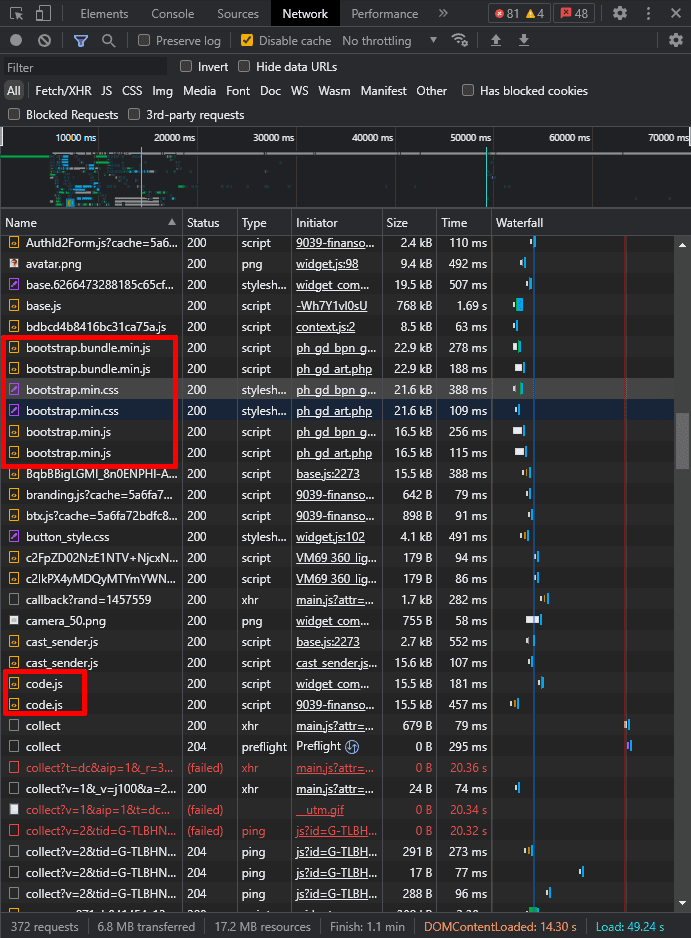 Elements Console Sources Network Performance 81 4 48
Preserve log Disable cache No throttling
Filter Invert Hide data URLs
All Fetch/XHR JS CSS Img Media Font Doc WS Wasm Manifest Other Has blocked cookies
Blocked Requests 3rd-party requests
10000 ms 20000 ms 30000 ms 40000 ms 50000 ms 60000 ms 70000 ms
Name Status Type Initiator Size Time Waterfall
AuthId2Form.js?cache=5a6... 200 script 9039-finanso... 2.4 kB 110 ms
avatar.png 200 png widget.js:98 9.4 kB 492 ms
base.6266473288185c65cf... 200 stylesh... widget_com... 19.5 kB 507 ms
base.js 200 script -Wh7Y1vI0sU 768 kB 1.69 s
bdbcd4b8416bc31ca75a.js 200 script context.js:2 8.5 kB 63 ms
bootstrap.bundle.min.js 200 script ph_gd_bpn_g... 22.9 kB 278 ms
bootstrap.bundle.min.js 200 script ph_gd_art.php 22.9 kB 188 ms
bootstrap.min.css 200 stylesh... ph_gd_bpn_g... 21.6 kB 388 ms
bootstrap.min.css 200 stylesh... ph_gd_art.php 21.6 kB 109 ms
bootstrap.min.js 200 script ph_gd_bpn_g... 16.5 kB 256 ms
bootstrap.min.js 200 script ph_gd_art.php 16.5 kB 115 ms
BqbBBigLGMI_8n0ENPHI-A... 200 script base.js:2273 15.5 kB 388 ms
branding.js?cache=5a6fa7... 200 script 9039-finanso... 642 B 79 ms
btx.js?cache=5a6fa72bdfc8... 200 script 9039-finanso... 898 B 91 ms
button_style.css 200 stylesh... widget.js:102 4.1 kB 491 ms
c2FpZD02NzE1NTV+NjcxN... 200 script VM69 360_lig... 179 B 94 ms
c2lkPX4yMDQyMTYmYWN... 200 script VM69 360_lig... 179 B 86 ms
callback?rand=1457559 200 xhr main.js?attr=... 1.7 kB 282 ms
camera_50.png 200 png widget_com... 755 B 58 ms
cast_sender.js 200 script base.js:2273 2.7 kB 552 ms
cast_sender.js 200 script cast_sender.js... 15.6 kB 107 ms
code.js 200 script widget_com... 15.5 kB 181 ms
code.js 200 script 9039-finanso... 15.5 kB 457 ms
collect 200 xhr main.js?attr=... 679 B 79 ms
collect 204 preflight Preflight 0 B 295 ms
collect?t=dc&aip=1&_r=3... (failed) xhr main.js?attr=... 0 B 20.36 s
collect?v=1&_v=j100&a=2... 200 xhr main.js?attr=... 24 B 74 ms
collect?v=1&aip=1&t=dc... (failed) __utm.gif 0 B 20.34 s
collect?v=2&tid=G-TLBHN... (failed) ping js?id=G-TLBH... 0 B 20.32 s
collect?v=2&tid=G-TLBHN... 204 ping js?id=G-TLBH... 291 B 273 ms
collect?v=2&tid=G-TLBHN... 204 ping js?id=G-TLBH... 17 B 77 ms
collect?v=2&tid=G-TLBHN... 204 ping js?id=G-TLBH... 288 B 96 ms
372 requests 6.8 MB transferred 17.2 MB resources Finish: 1.1 min DOMContentLoaded: 14.30 s Load: 49.24 s